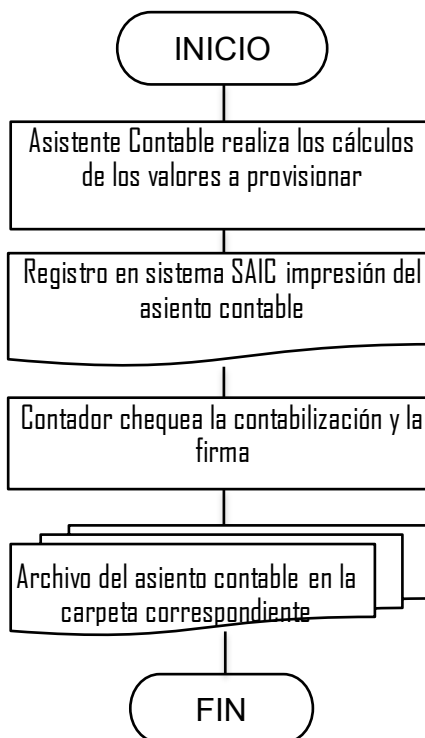 INICIO
Asistente Contable realiza los cálculos
de los valores a provisionar
Registro en sistema SAIC impresión del
asiento contable
Contador chequea la contabilización y la
firma
Archivo del asiento contable en la
carpeta correspondiente
FIN